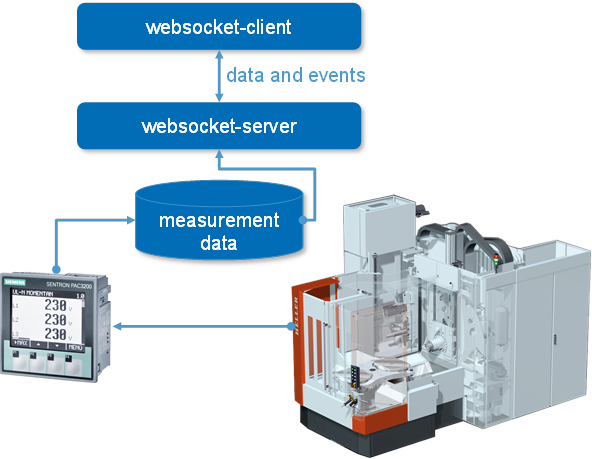 websocket-client
data and events
websocket-server
measurement
data
SIEMENS
SENTRON PAC3200
UL-N MOMENTAN 1.0
L1 230 V
L2 230 V
L3 230 V
MENU
HELLER